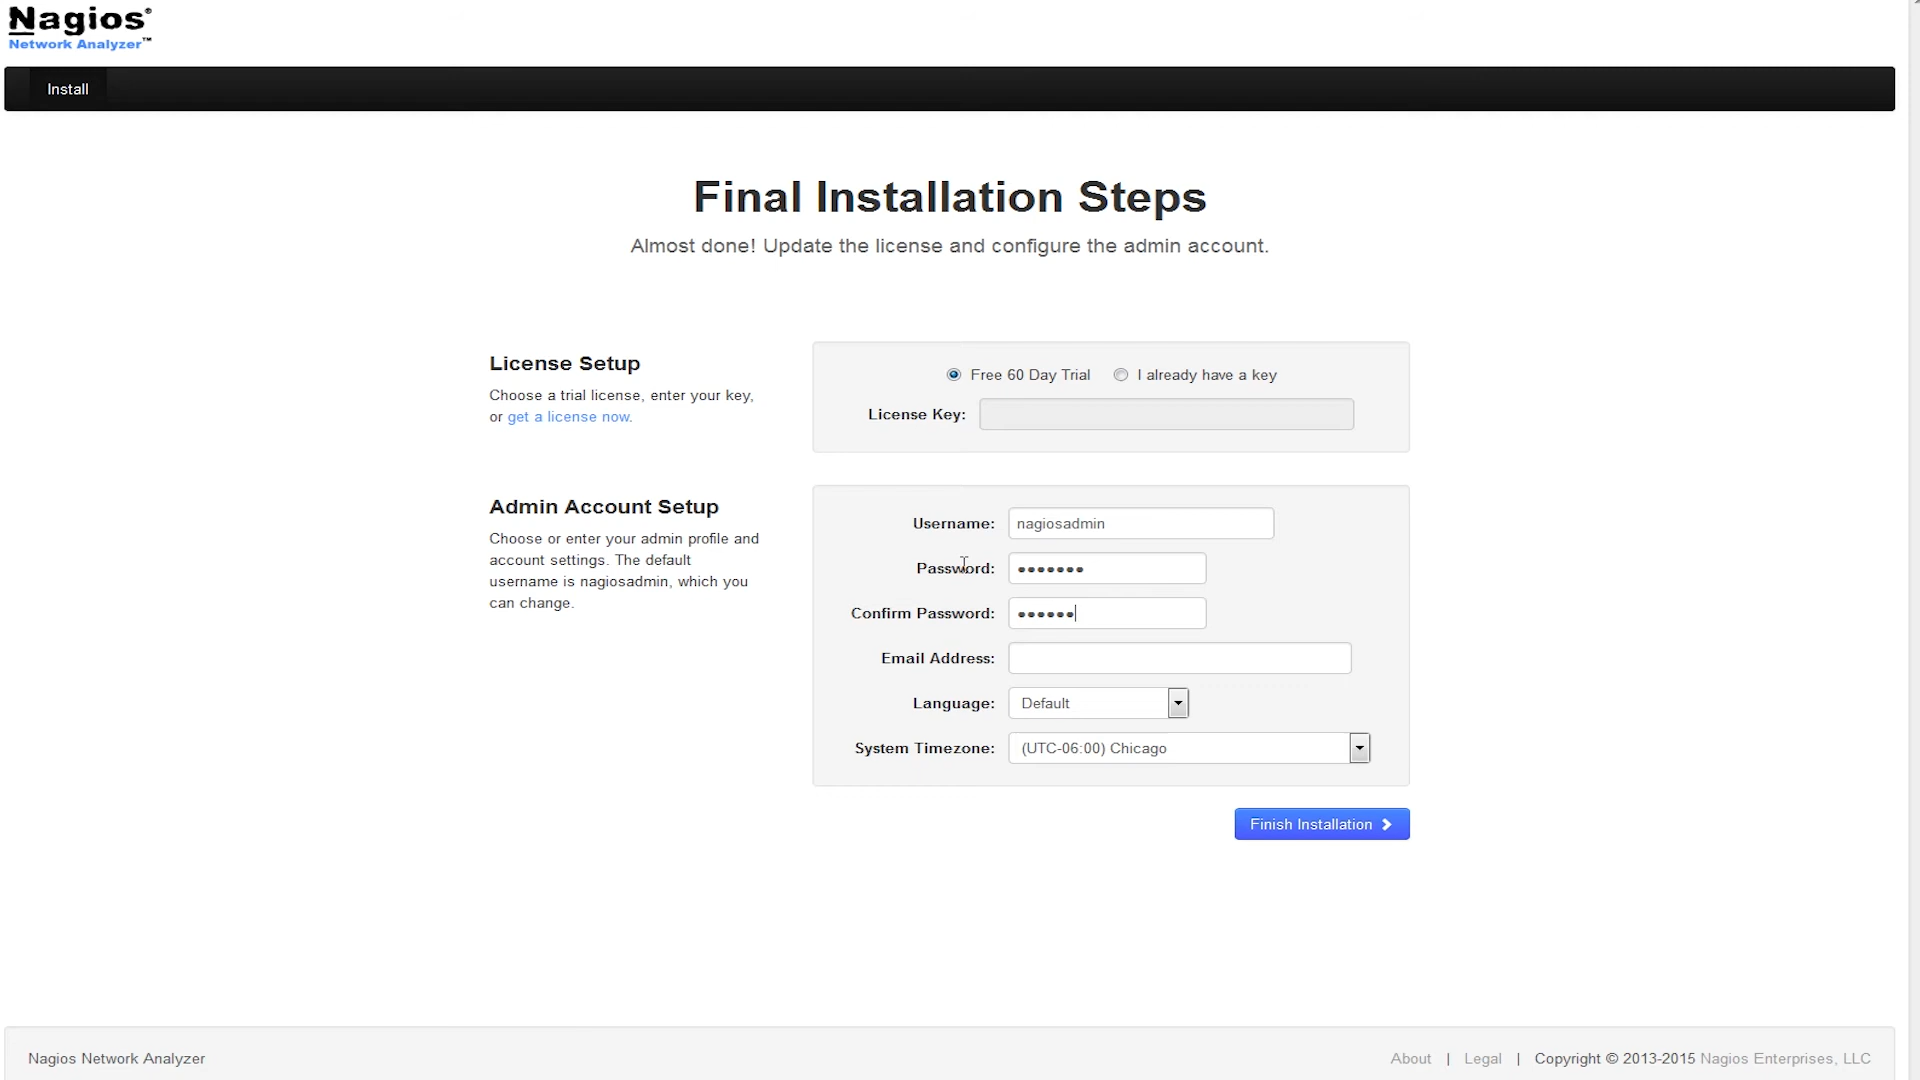 Nagios®
Network Analyzer™
Install
Final Installation Steps
Almost done! Update the license and configure the admin account.
License Setup
Choose a trial license, enter your key,
or get a license now.
Free 60 Day Trial
I already have a key
License Key:
Admin Account Setup
Choose or enter your admin profile and
account settings. The default
username is nagiosadmin, which you
can change.
Username: nagiosadmin
Password: •••••••
Confirm Password: ••••••
Email Address:
Language: Default
System Timezone: (UTC-06:00) Chicago
Finish Installation
Nagios Network Analyzer
About | Legal | Copyright © 2013-2015 Nagios Enterprises, LLC